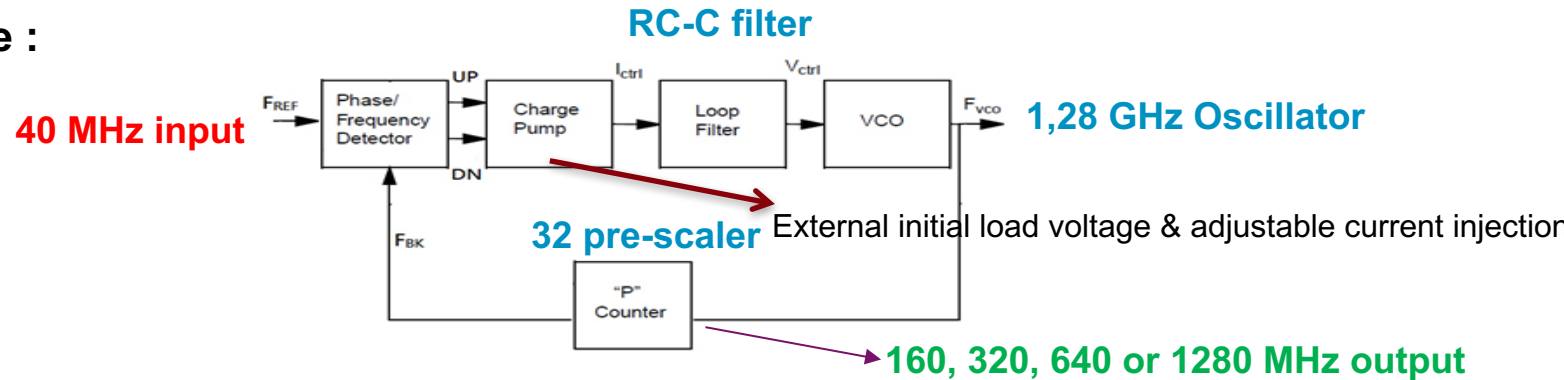 RC-C filter
e :
40 MHz input
FREF
Phase/
Frequency
Detector
UP
DN
Charge
Pump
Ictrl
Loop
Filter
Vctrl
VCO
Fvco
1,28 GHz Oscillator
External initial load voltage & adjustable current injection
32 pre-scaler
FBK
"P"
Counter
160, 320, 640 or 1280 MHz output